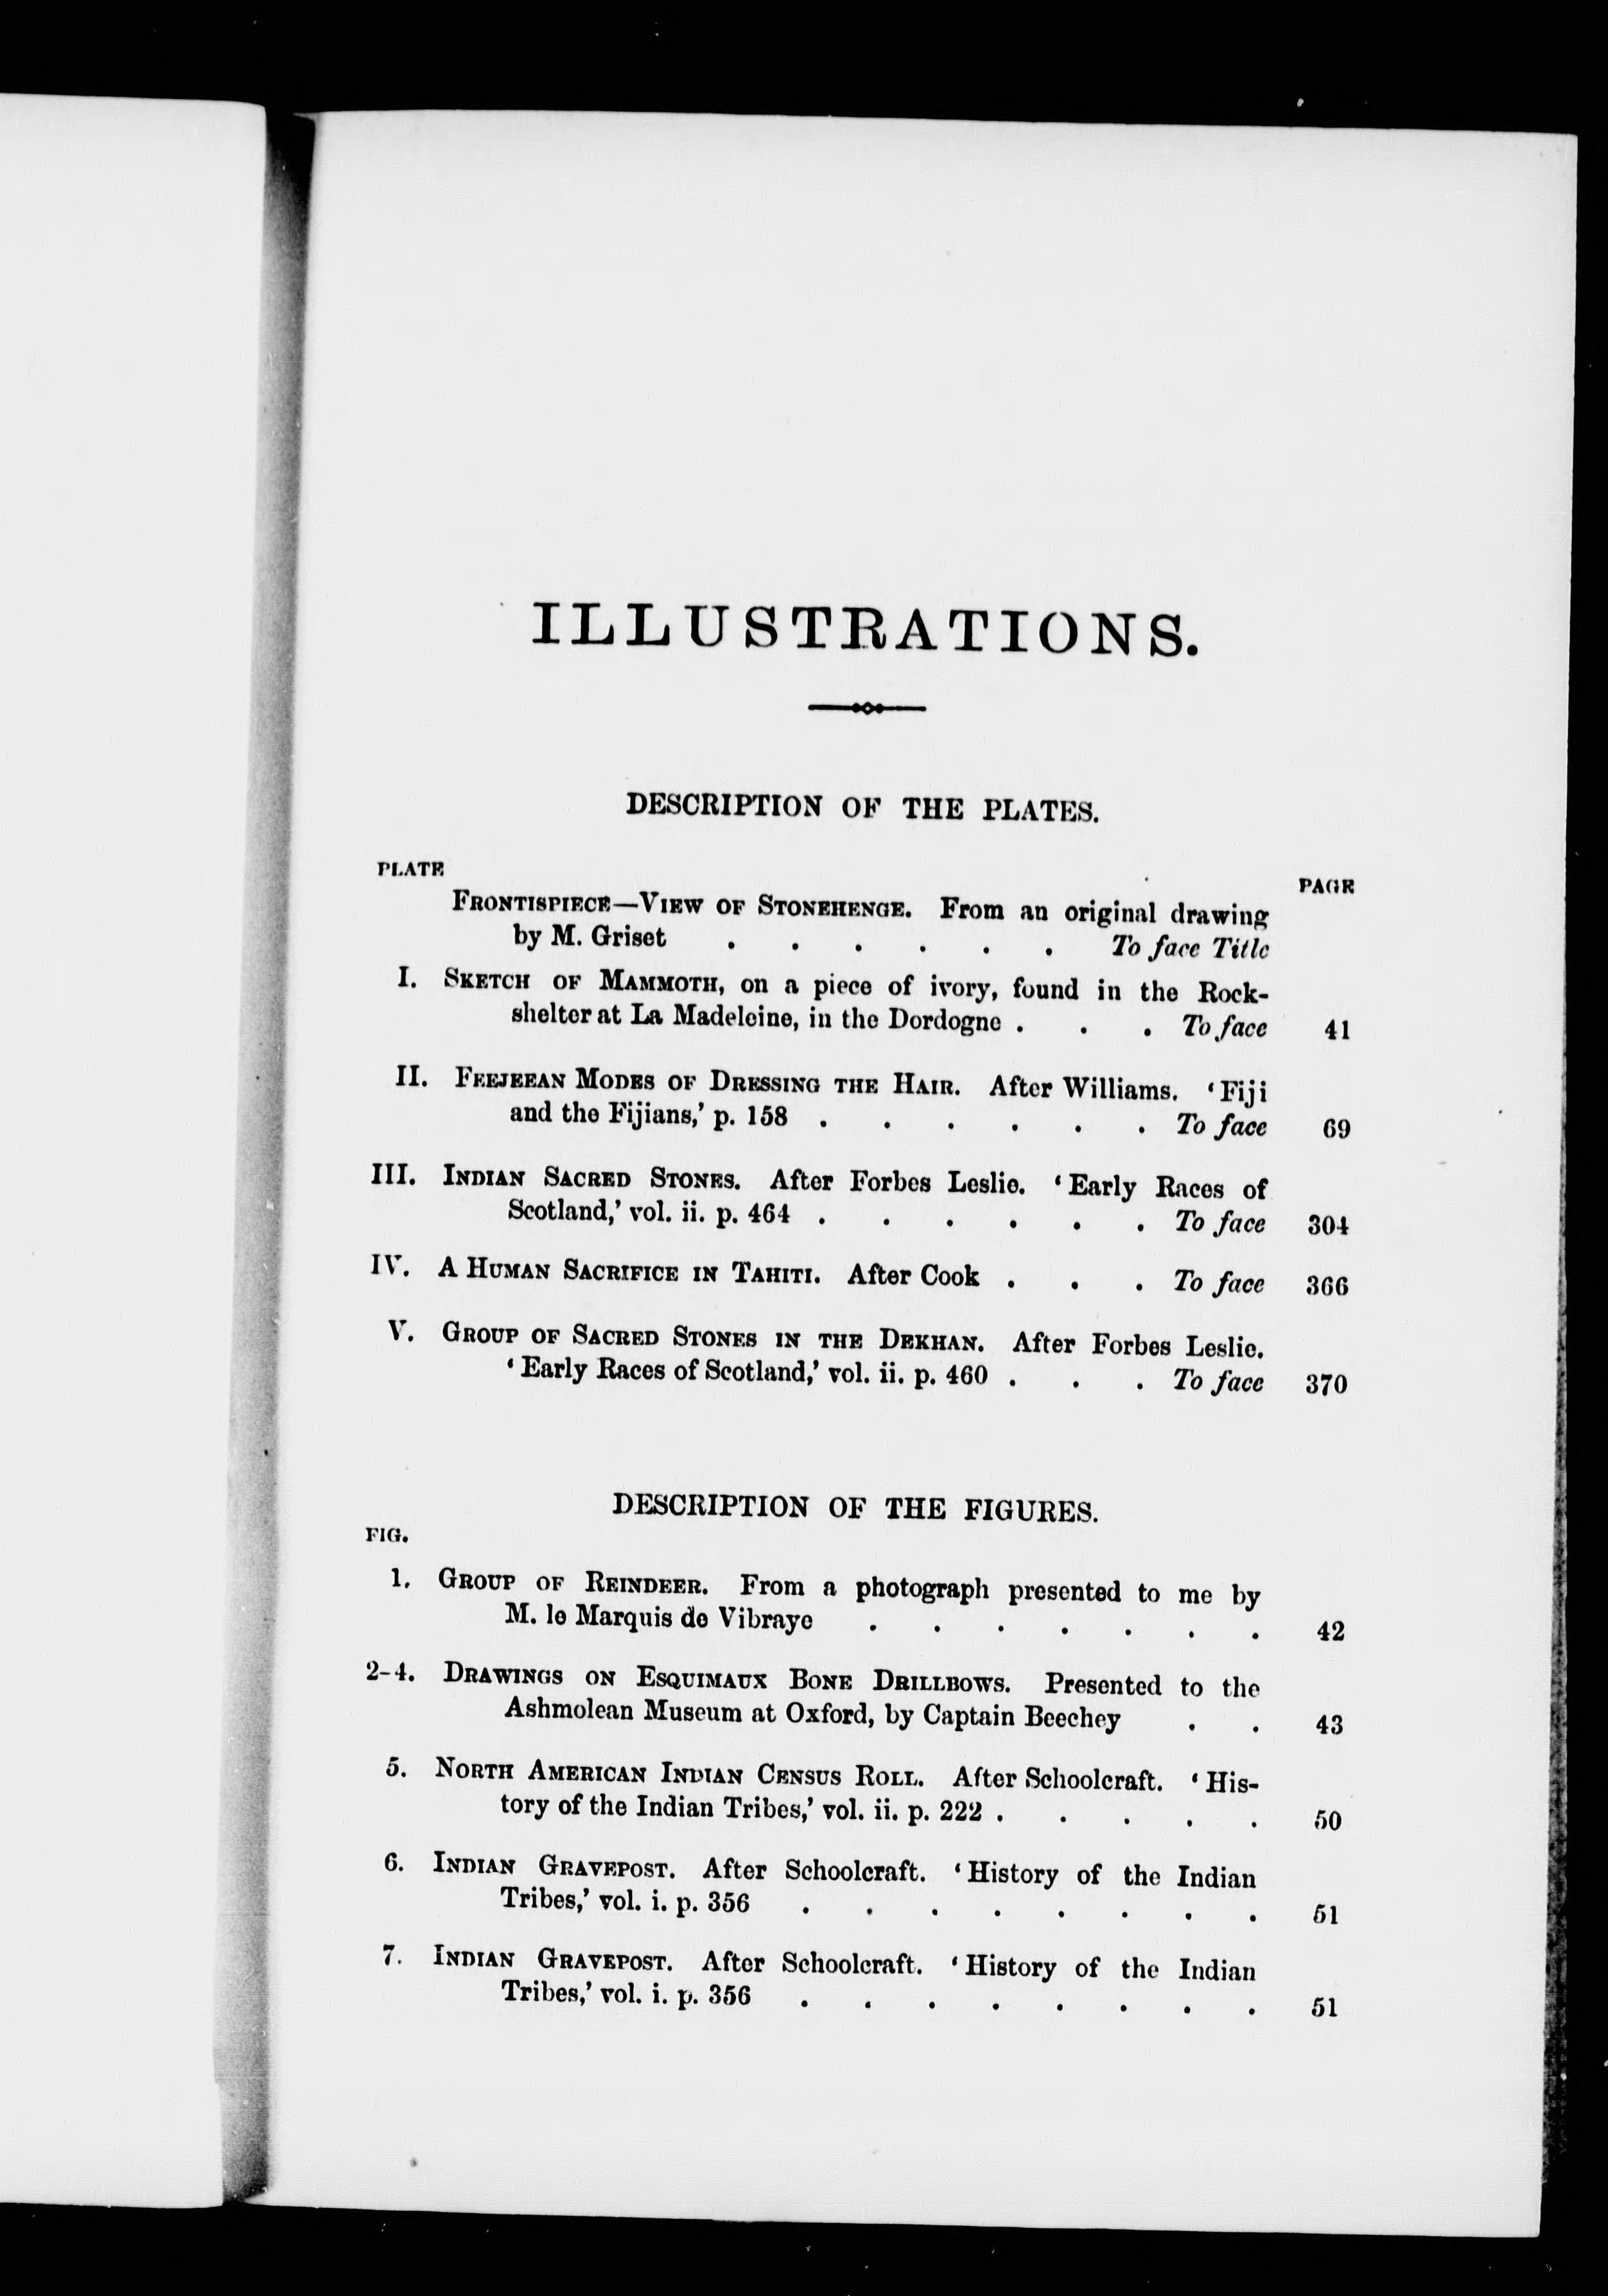 ILLUSTRATIONS.
DESCRIPTION OF THE PLATES.
PLATE PAGE
FRONTISPIECE—VIEW OF STONEHENGE. From an original drawing
by M. Griset . . . . . . To face Title
I. SKETCH OF MAMMOTH, on a piece of ivory, found in the Rock-
shelter at La Madeleine, in the Dordogne . . . To face 41
II. FEEJEEAN MODES OF DRESSING THE HAIR. After Williams. ‘Fiji
and the Fijians,’ p. 158 . . . . . . To face 69
III. INDIAN SACRED STONES. After Forbes Leslie. ‘Early Races of
Scotland,’ vol. ii. p. 464 . . . . . . To face 304
IV. A HUMAN SACRIFICE IN TAHITI. After Cook . . . To face 366
V. GROUP OF SACRED STONES IN THE DEKHAN. After Forbes Leslie.
‘Early Races of Scotland,’ vol. ii. p. 460 . . . To face 370
DESCRIPTION OF THE FIGURES.
FIG.
1. GROUP OF REINDEER. From a photograph presented to me by
M. le Marquis de Vibraye . . . . . . . 42
2-4. DRAWINGS ON ESQUIMAUX BONE DRILLBOWS. Presented to the
Ashmolean Museum at Oxford, by Captain Beechey . . 43
5. NORTH AMERICAN INDIAN CENSUS ROLL. After Schoolcraft. ‘His-
tory of the Indian Tribes,’ vol. ii. p. 222 . . . . . 50
6. INDIAN GRAVEPOST. After Schoolcraft. ‘History of the Indian
Tribes,’ vol. i. p. 356 . . . . . . . . 51
7. INDIAN GRAVEPOST. After Schoolcraft. ‘History of the Indian
Tribes,’ vol. i. p. 356 . . . . . . . . 51